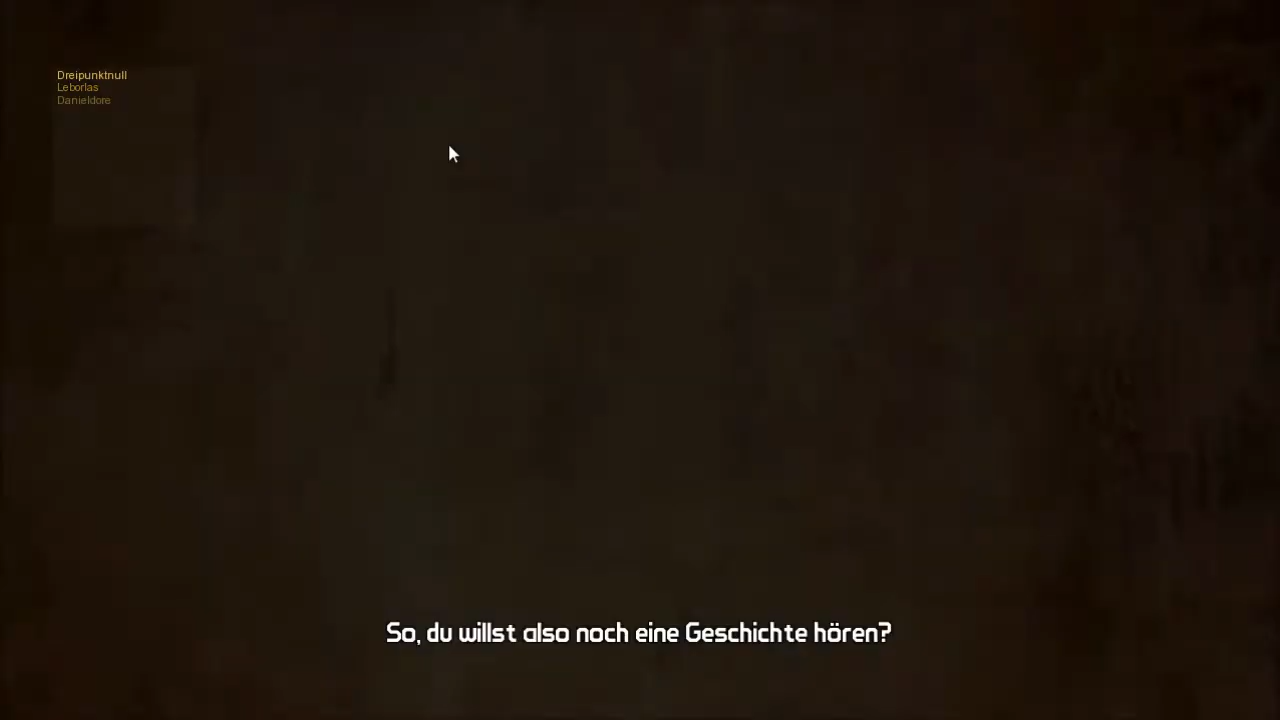 Dreipunktnull
Leborlas
Danieldore
So, du willst also noch eine Geschichte hören?